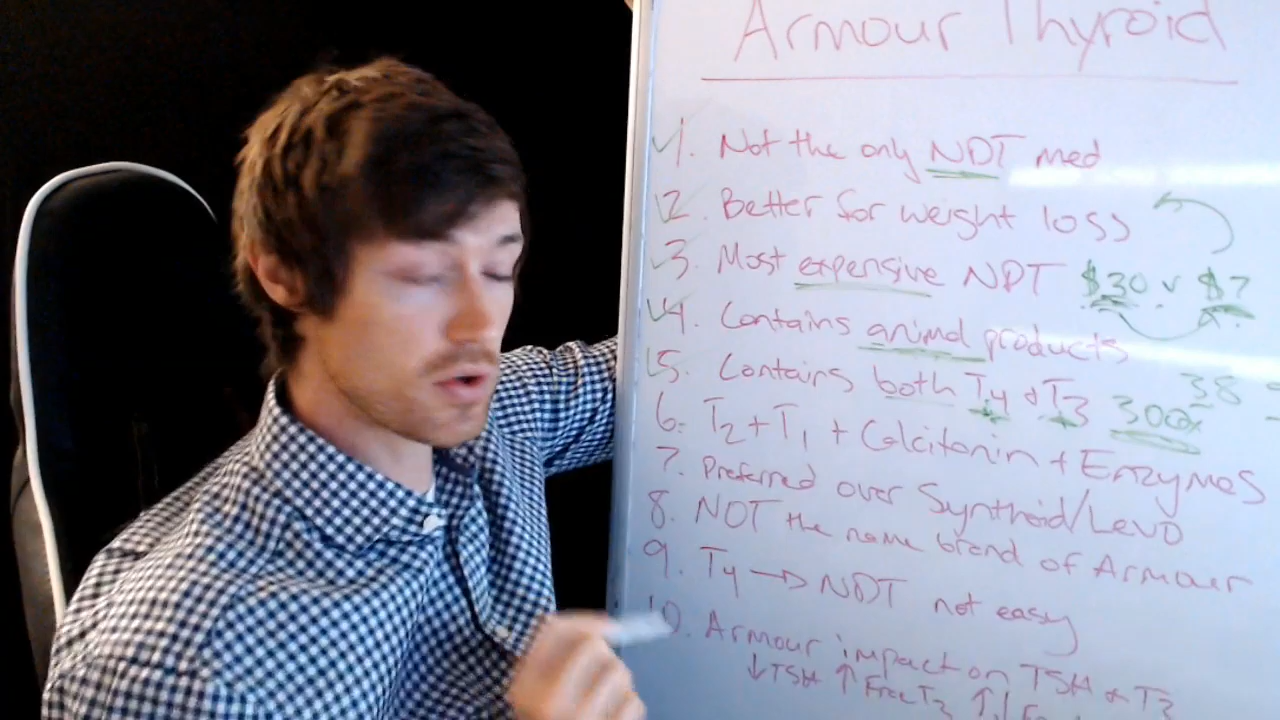 Armour Thyroid
1. Not the only NDT med
2. Better for weight loss
3. Most expensive NDT $30 v $7
4. Contains animal products
5. Contains both T4 & T3 300ox 38
6. T2 + T1 + Calcitonin + Enzymes
7. Preferred over Synthroid/Levo
8. NOT the name brand of Armour
9. T4 → NDT not easy
10. Armour impact on TSH & T3
↓TSH ↑ Free T3 ↑↓